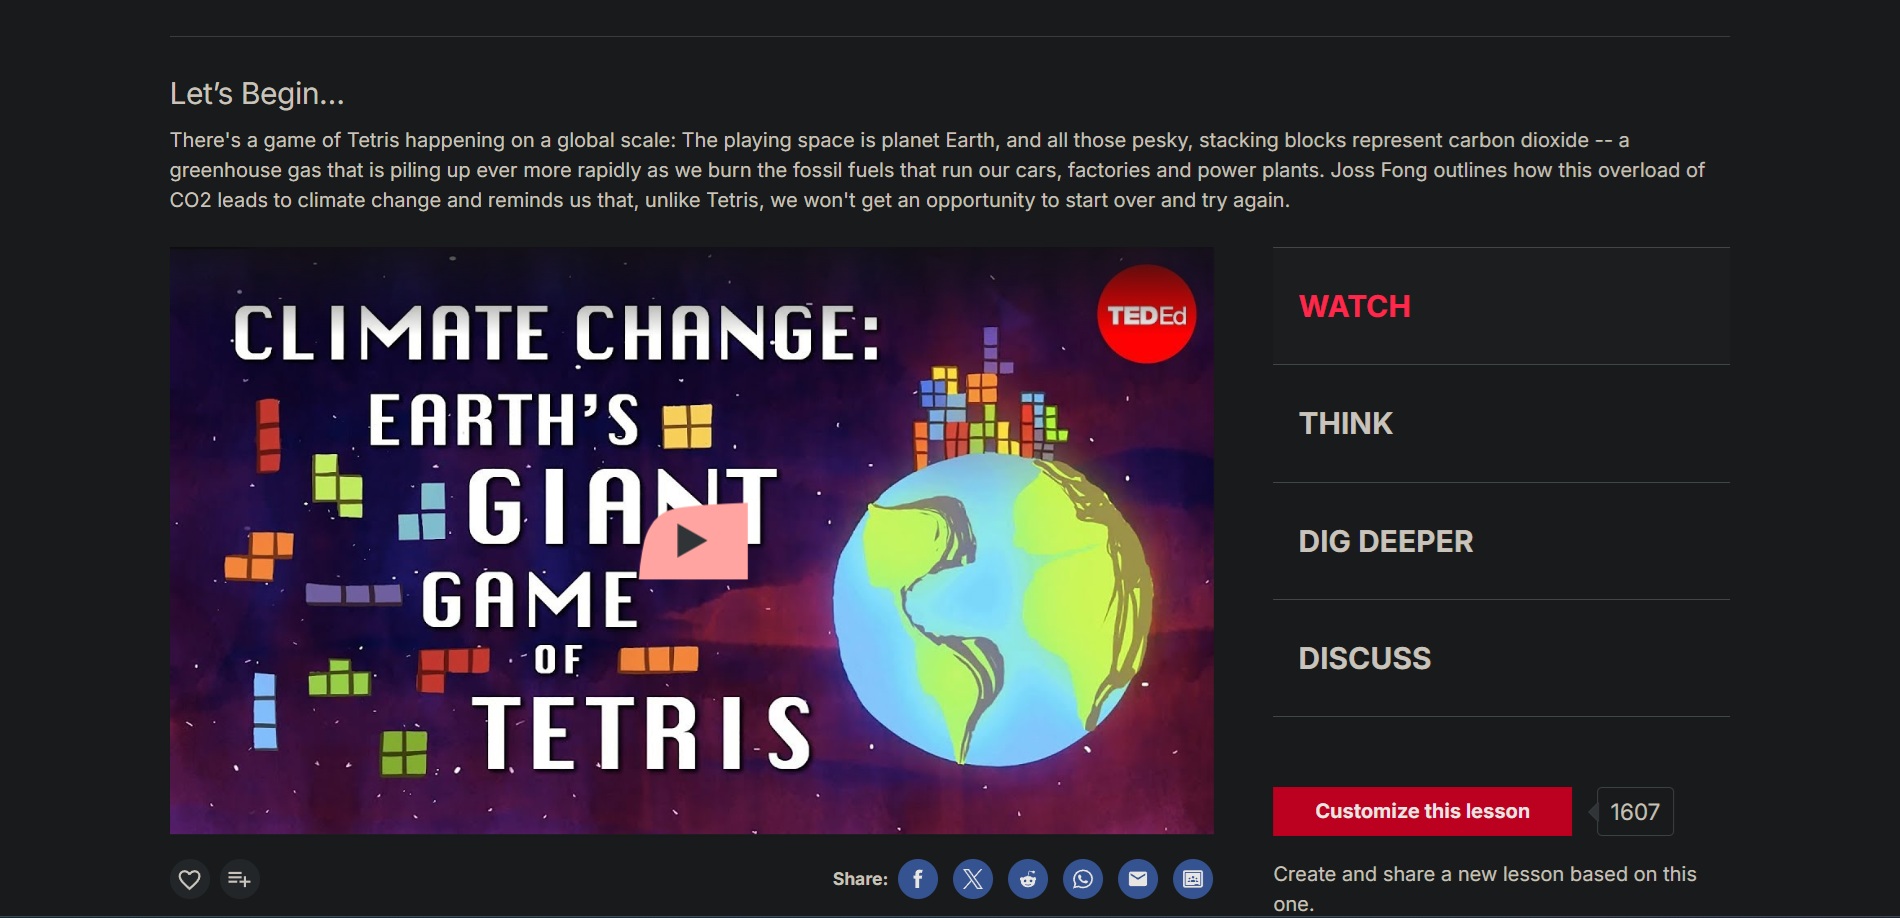 Let’s Begin…
There's a game of Tetris happening on a global scale: The playing space is planet Earth, and all those pesky, stacking blocks represent carbon dioxide -- a
greenhouse gas that is piling up ever more rapidly as we burn the fossil fuels that run our cars, factories and power plants. Joss Fong outlines how this overload of
CO2 leads to climate change and reminds us that, unlike Tetris, we won't get an opportunity to start over and try again.
CLIMATE CHANGE:
EARTH'S
GIANT
GAME
OF
TETRIS
TEDEd
WATCH
THINK
DIG DEEPER
DISCUSS
Customize this lesson
1607
Create and share a new lesson based on this
one.
Share: